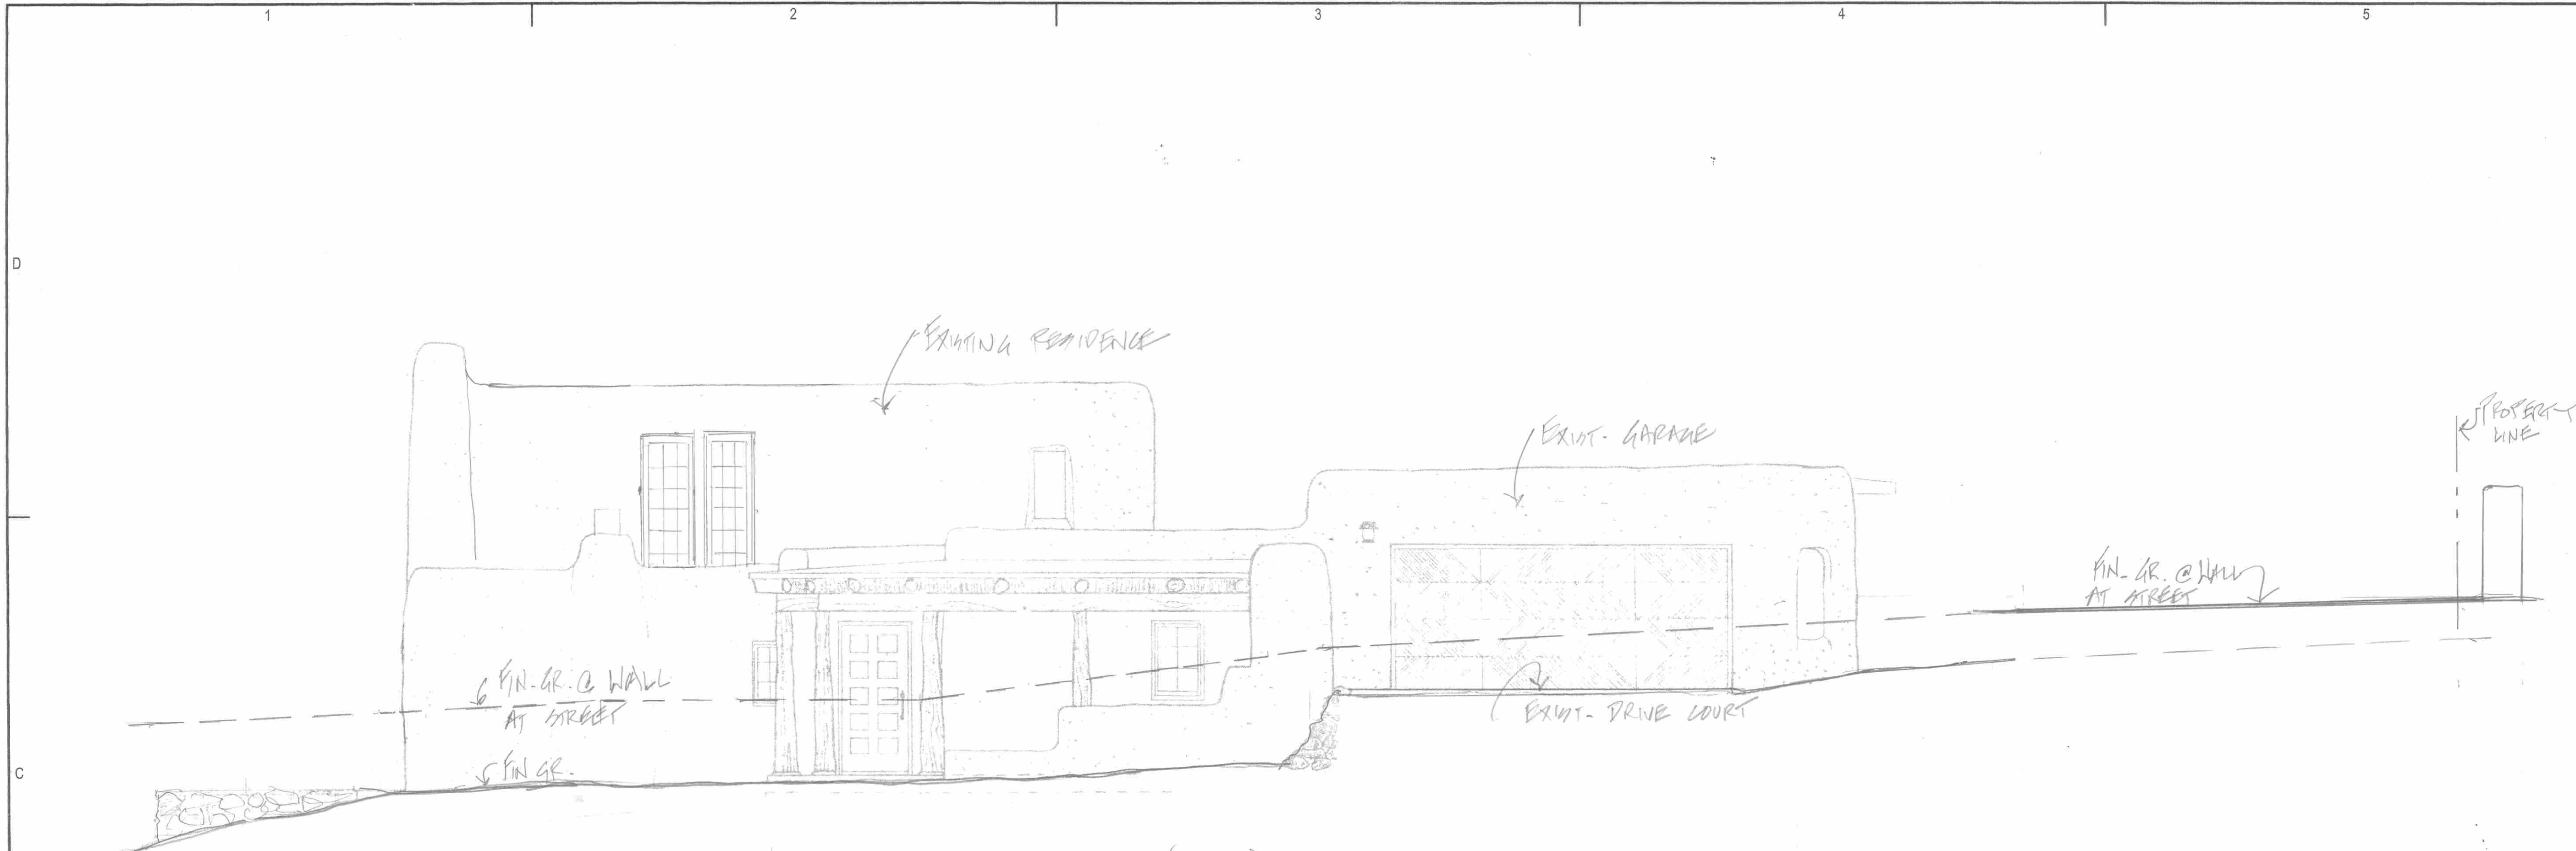 1 2 3 4 5
D
EXISTING RESIDENCE
EXIST. GARAGE
PROPERTY
LINE
FIN. GR. @ WALL
AT STREET
FIN. GR. @ WALL
AT STREET
EXIST. DRIVE COURT
FIN GR.
C